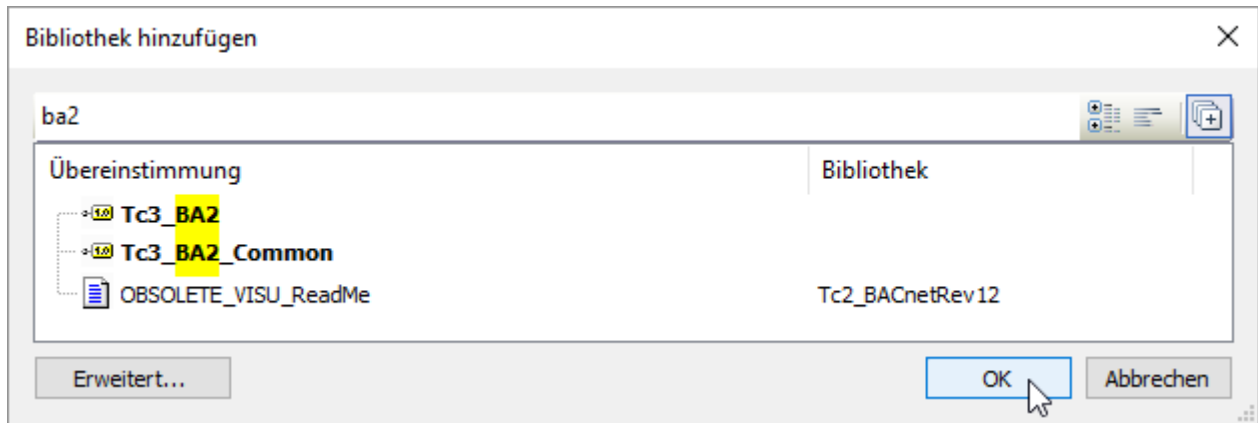 Bibliothek hinzufügen
ba2
Übereinstimmung Bibliothek
Tc3_BA2
Tc3_BA2_Common
OBSOLETE_VISU_ReadMe Tc2_BACnetRev12
Erweitert... OK Abbrechen